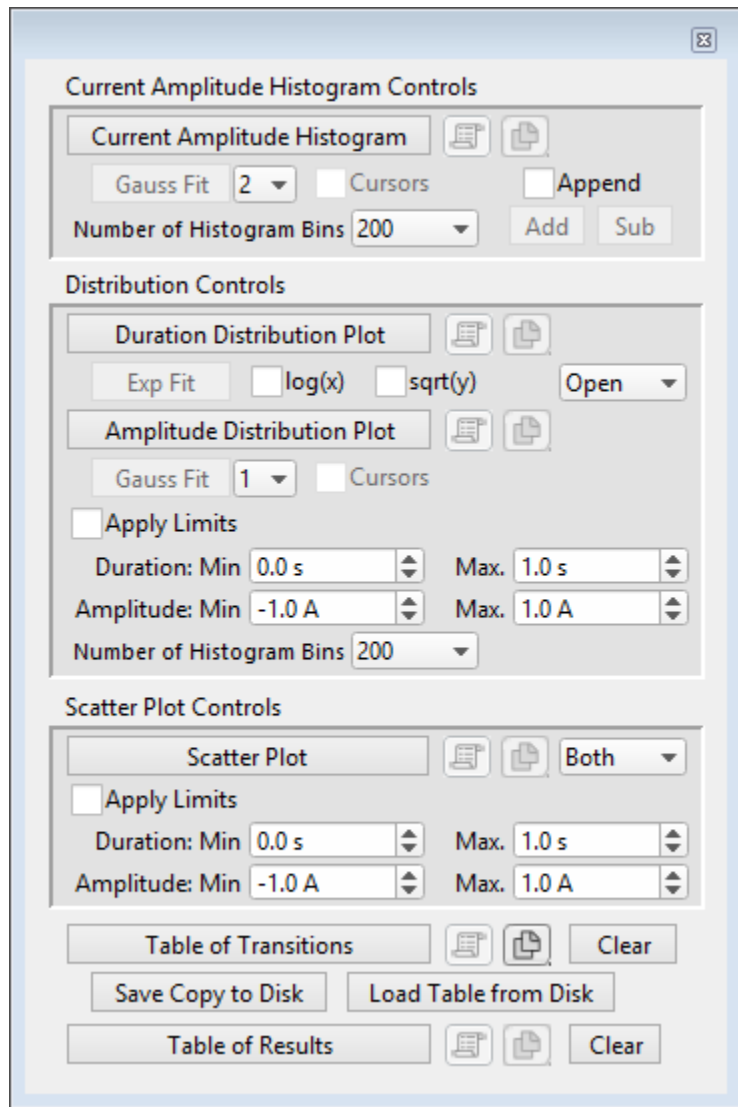 Current Amplitude Histogram Controls
Current Amplitude Histogram
Gauss Fit 2 Cursors Append
Number of Histogram Bins 200 Add Sub
Distribution Controls
Duration Distribution Plot
Exp Fit log(x) sqrt(y) Open
Amplitude Distribution Plot
Gauss Fit 1 Cursors
Apply Limits
Duration: Min 0.0 s Max. 1.0 s
Amplitude: Min -1.0 A Max. 1.0 A
Number of Histogram Bins 200
Scatter Plot Controls
Scatter Plot Both
Apply Limits
Duration: Min 0.0 s Max. 1.0 s
Amplitude: Min -1.0 A Max. 1.0 A
Table of Transitions Clear
Save Copy to Disk Load Table from Disk
Table of Results Clear